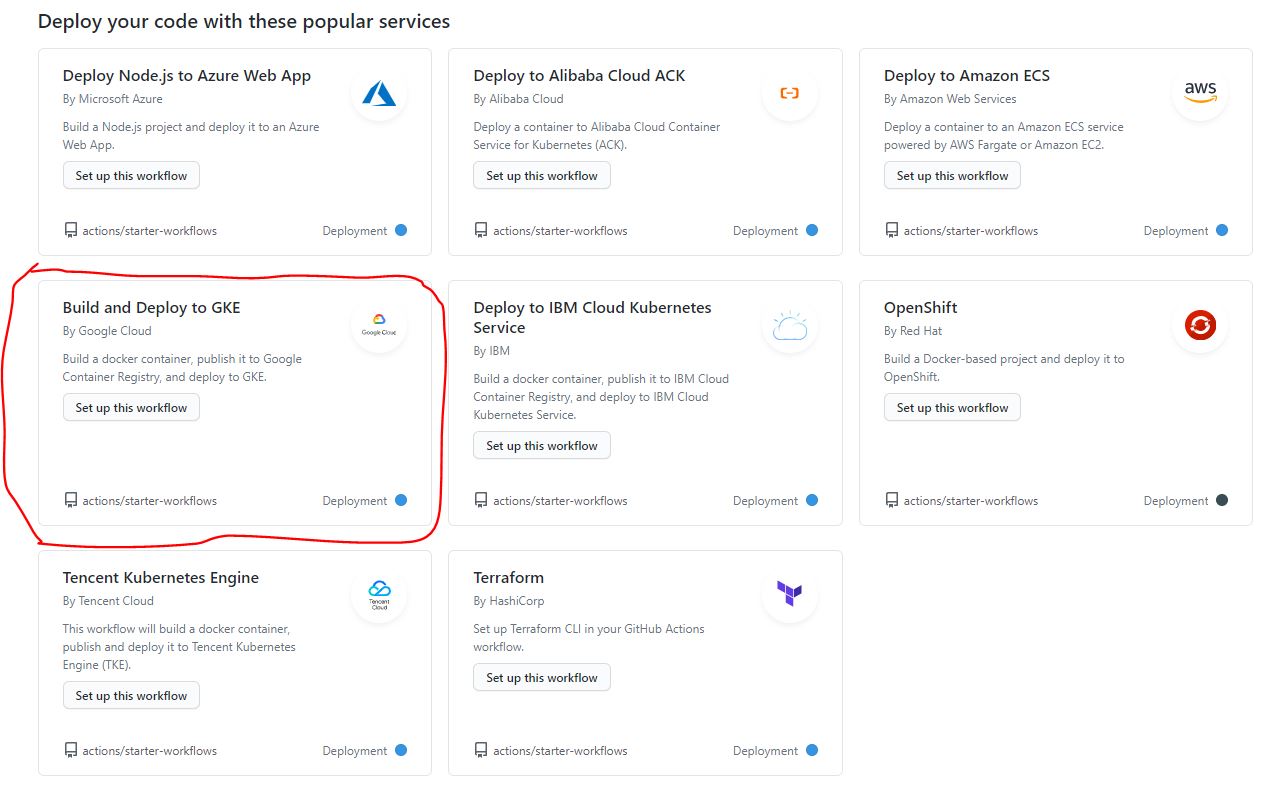 Deploy your code with these popular services
Deploy Node.js to Azure Web App
By Microsoft Azure
Build a Node.js project and deploy it to an Azure
Web App.
Set up this workflow
actions/starter-workflows
Deployment
Deploy to Alibaba Cloud ACK
By Alibaba Cloud
Deploy a container to Alibaba Cloud Container
Service for Kubernetes (ACK).
Set up this workflow
actions/starter-workflows
Deployment
Deploy to Amazon ECS
By Amazon Web Services
aws
Deploy a container to an Amazon ECS service
powered by AWS Fargate or Amazon EC2.
Set up this workflow
actions/starter-workflows
Deployment
Build and Deploy to GKE
By Google Cloud
Google Cloud
Build a docker container, publish it to Google
Container Registry, and deploy to GKE.
Set up this workflow
actions/starter-workflows
Deployment
Deploy to IBM Cloud Kubernetes
Service
By IBM
Build a docker container, publish it to IBM Cloud
Container Registry, and deploy to IBM Cloud
Kubernetes Service.
Set up this workflow
actions/starter-workflows
Deployment
OpenShift
By Red Hat
Build a Docker-based project and deploy it to
OpenShift.
Set up this workflow
actions/starter-workflows
Deployment
Tencent Kubernetes Engine
By Tencent Cloud
Tencent
Cloud
This workflow will build a docker container,
publish and deploy it to Tencent Kubernetes
Engine (TKE).
Set up this workflow
actions/starter-workflows
Deployment
Terraform
By HashiCorp
Set up Terraform CLI in your GitHub Actions
workflow.
Set up this workflow
actions/starter-workflows
Deployment